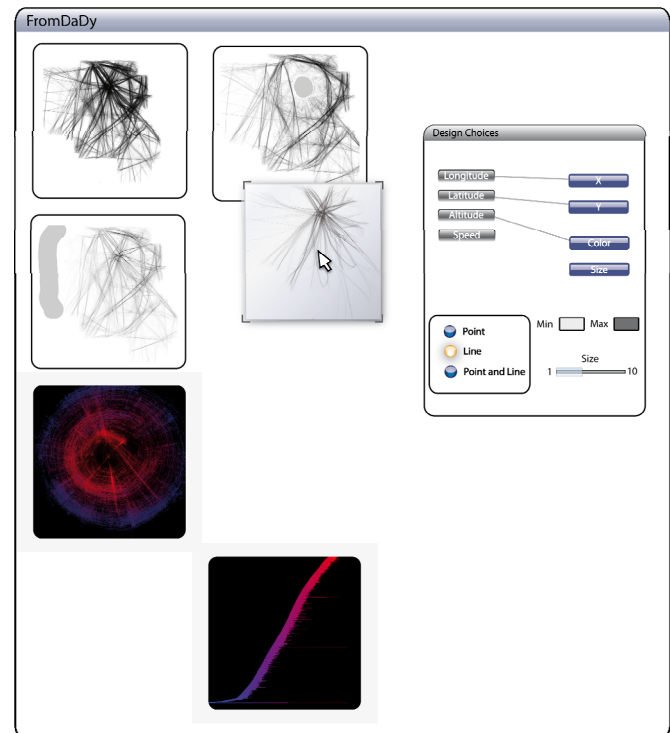 FromDaDy
Design Choices
Longitude
X
Latitude
Y
Altitude
Color
Speed
Size
Point
Line
Point and Line
Min
Max
Size
1
10